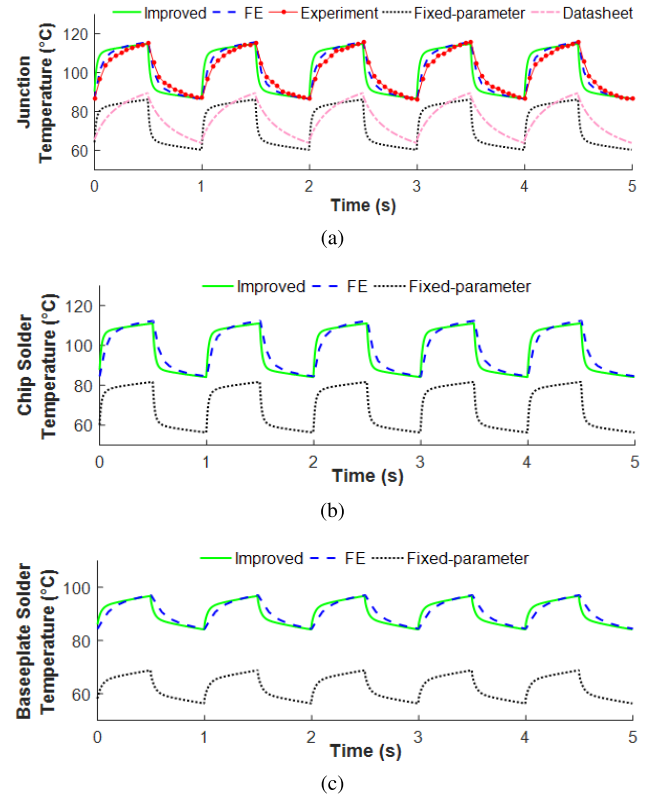 Improved FE Experiment Fixed-parameter Datasheet
Junction
Temperature (°C)
120
100
80
60
0 1 2 3 4 5
Time (s)
(a)
Improved FE Fixed-parameter
Chip Solder
Temperature (°C)
120
100
80
60
0 1 2 3 4 5
Time (s)
(b)
Improved FE Fixed-parameter
Baseeplate Solder
Temperature (°C)
100
80
60
0 1 2 3 4 5
Time (s)
(c)